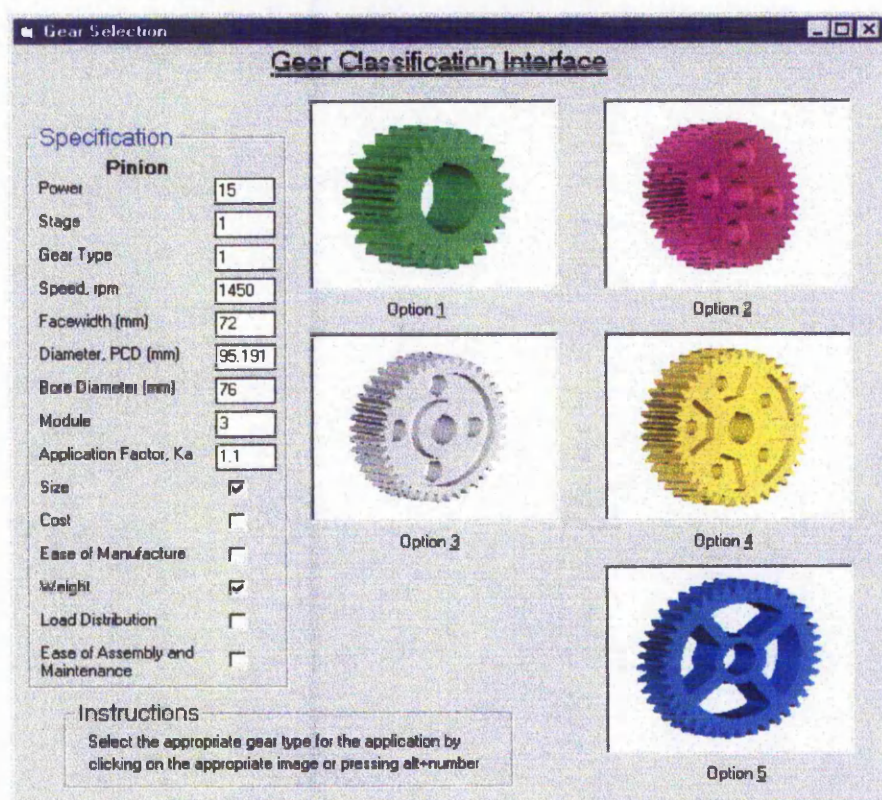 Gear Selection
Gear Classification Interface
Specification
Pinion
Power 15
Stage 1
Gear Type 1
Speed, rpm 1450
Facewidth (mm) 72
Diameter, PCD (mm) 95.191
Bore Diameter (mm) 76
Module 3
Application Factor, Ka 1.1
Size
Cost
Ease of Manufacture
Weight
Load Distribution
Ease of Assembly and
Maintenance
Instructions
Select the appropriate gear type for the application by
clicking on the appropriate image or pressing alt+number
Option 1
Option 2
Option 3
Option 4
Option 5